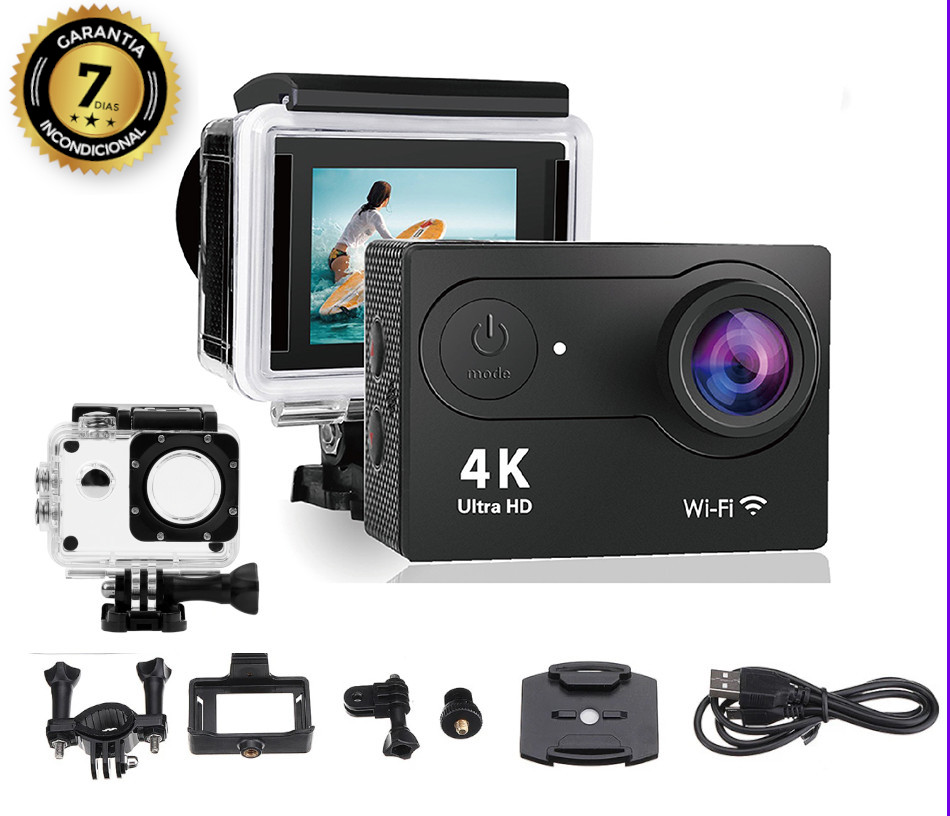 GARANTIA
7
DIAS
INCONDICIONAL
mode
4K
Ultra HD
Wi-Fi